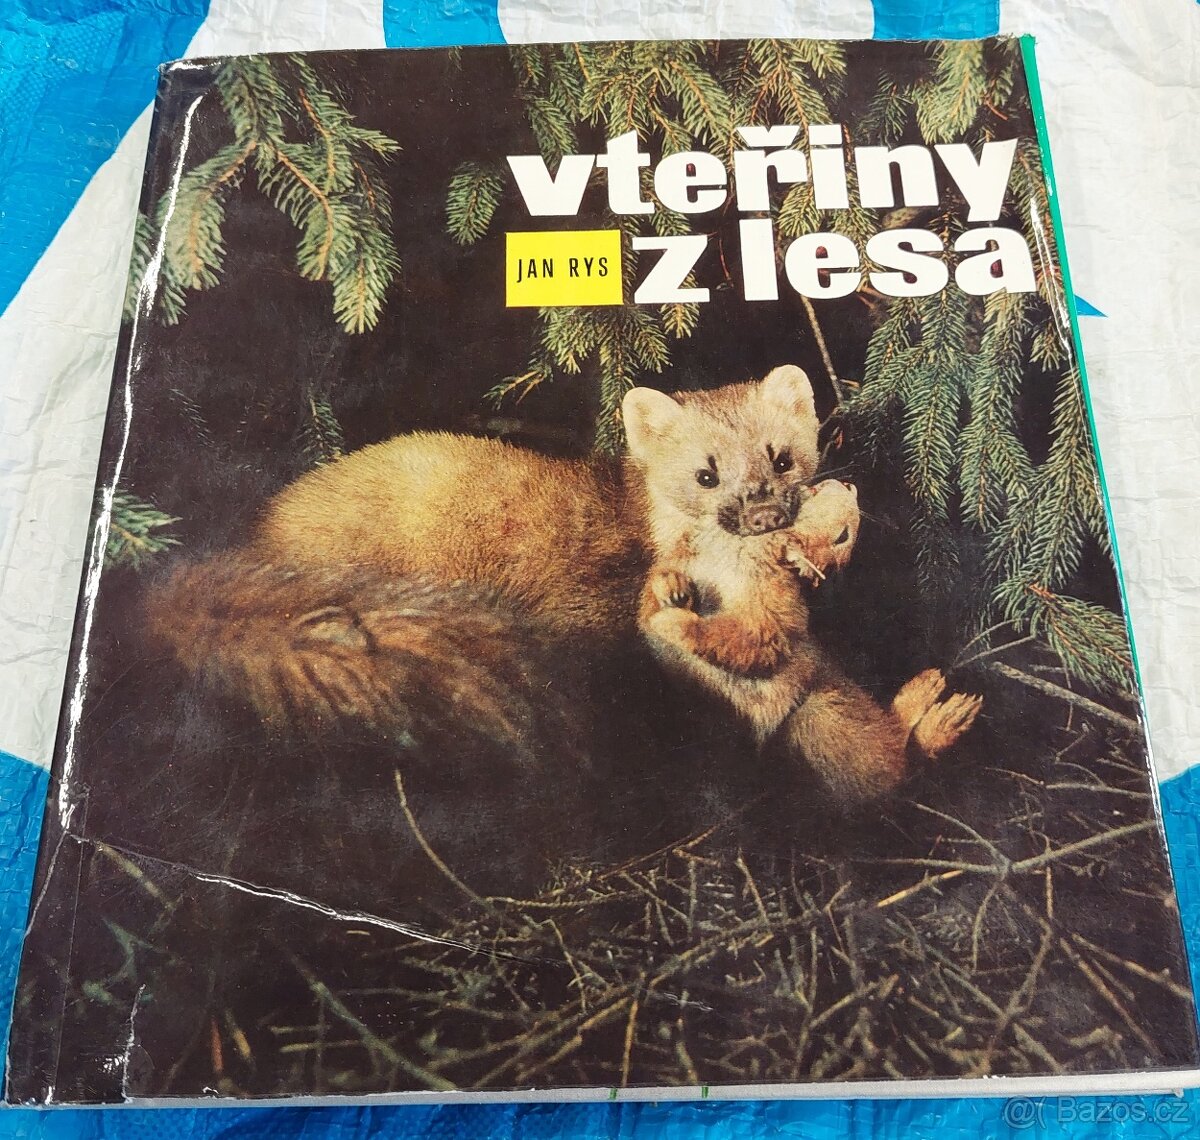 vteřiny
JAN RYS z lesa
@( Bazos.cz